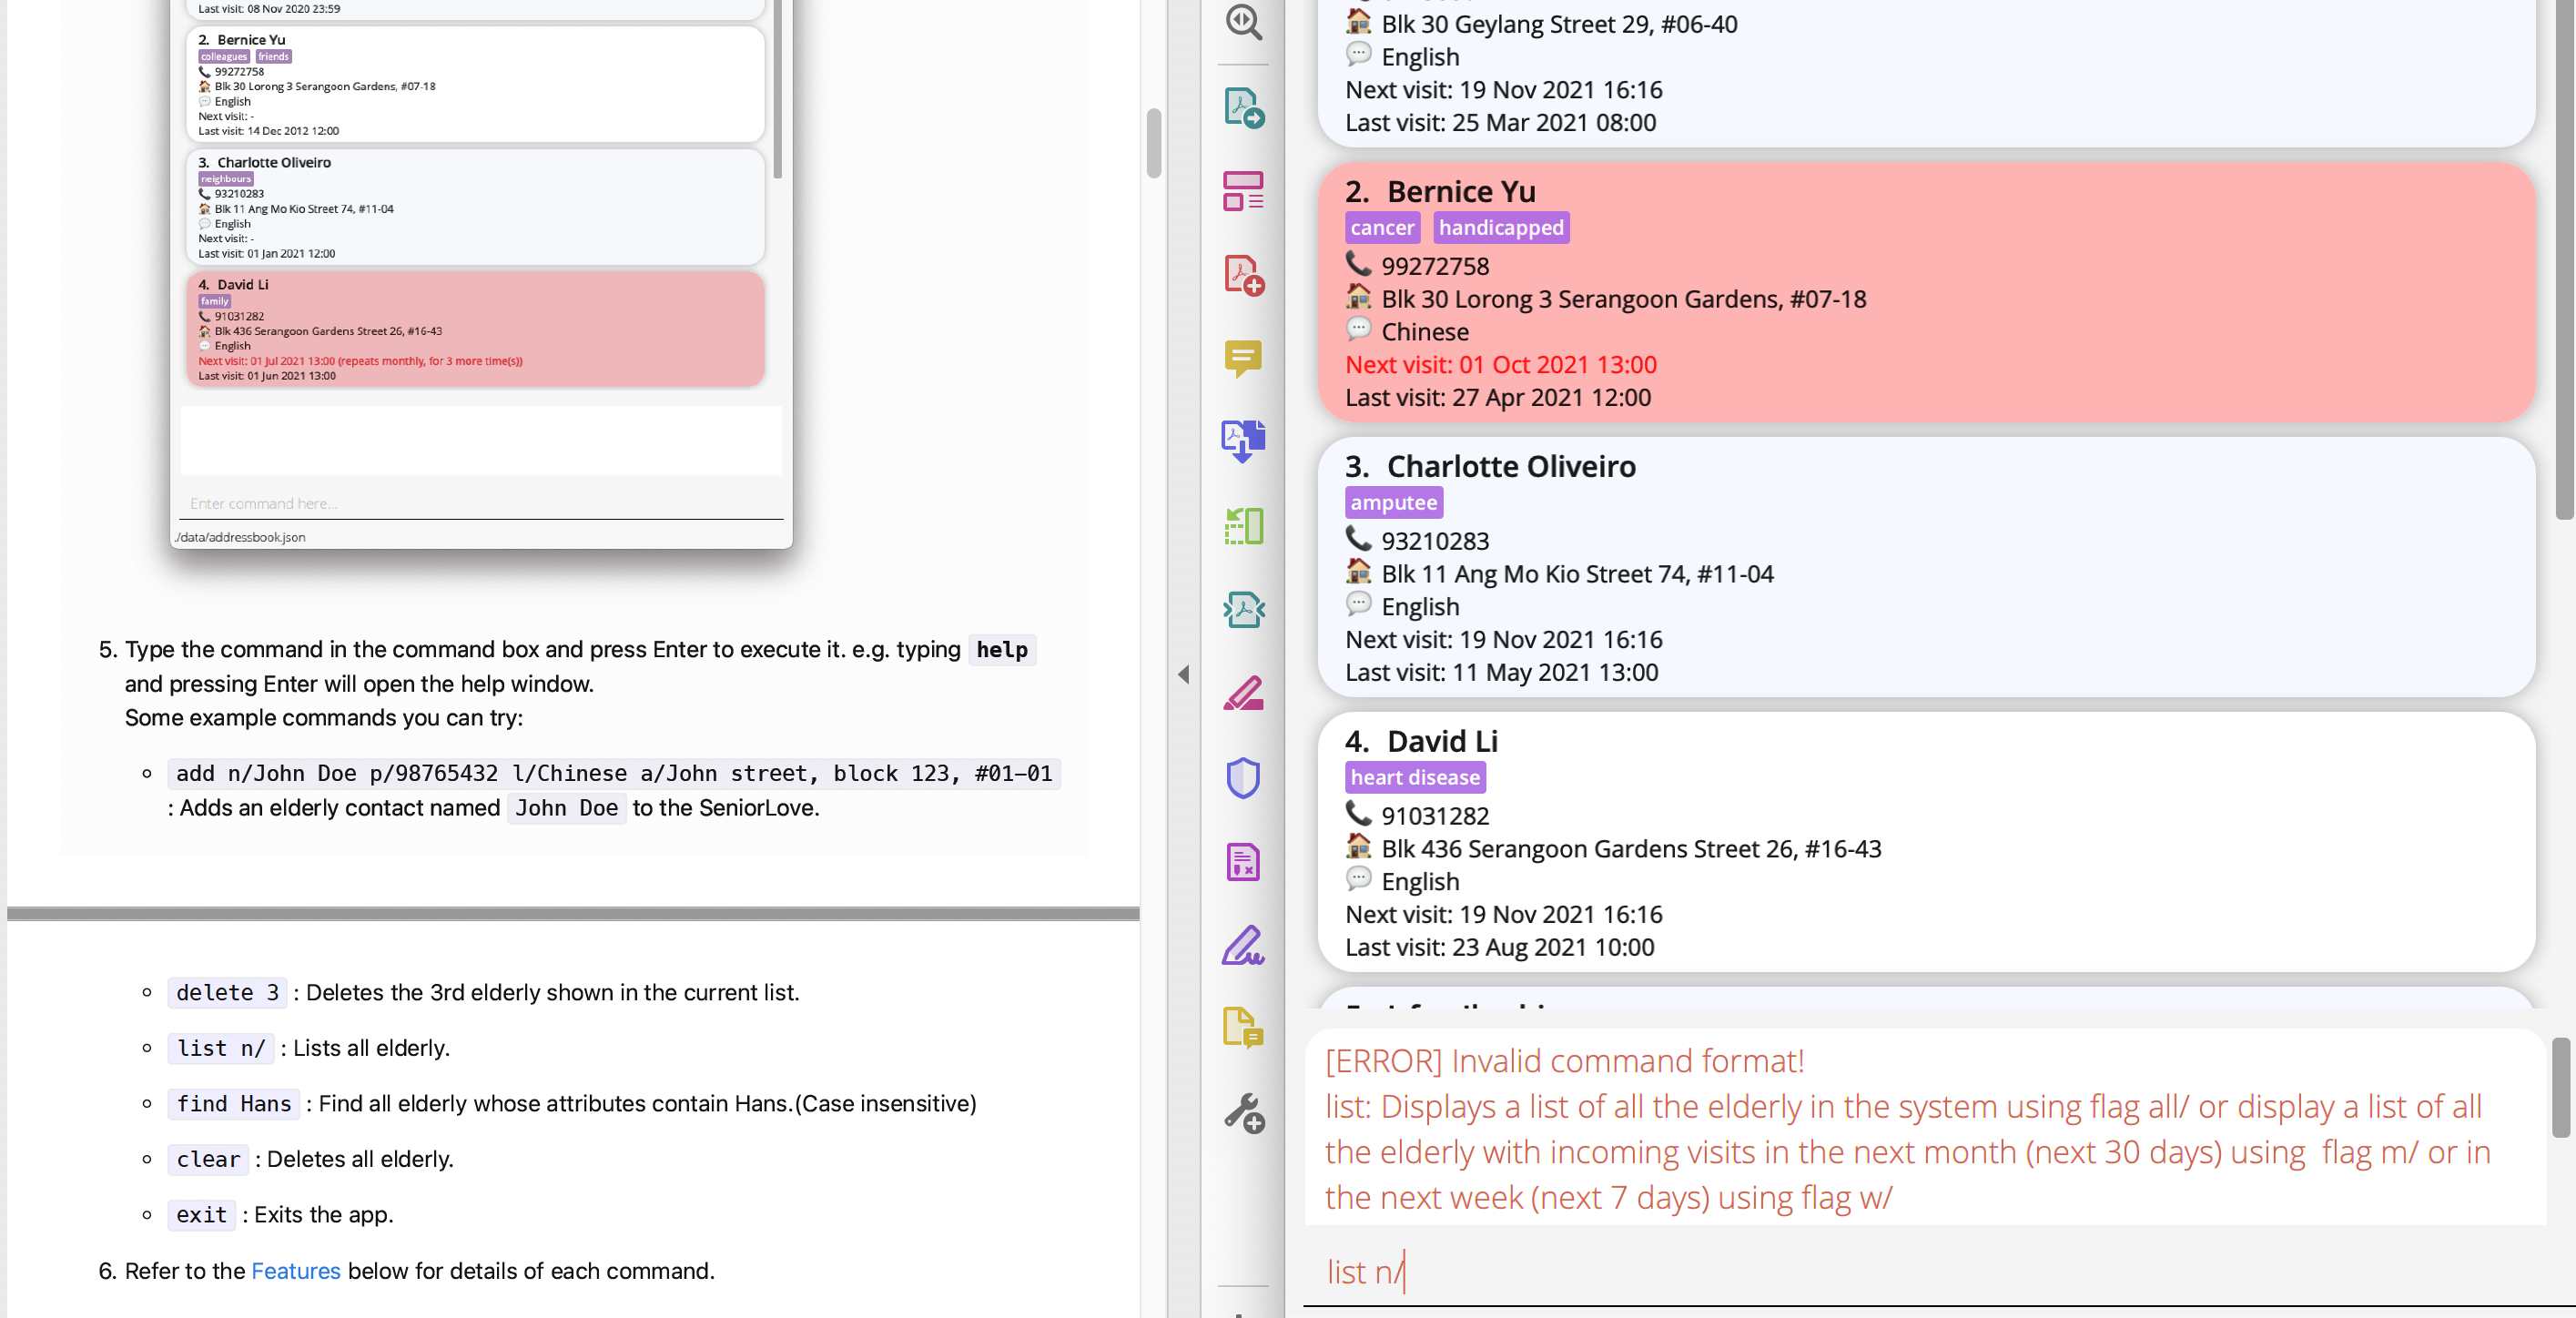 Last visit: 08 Nov 2020 23:59
2. Bernice Yu
colleagues friends
99272758
Blk 30 Lorong 3 Serangoon Gardens, #07-18
English
Next visit: -
Last visit: 14 Dec 2012 12:00
3. Charlotte Oliveiro
neighbours
93210283
Blk 11 Ang Mo Kio Street 74, #11-04
English
Next visit: -
Last visit: 01 Jan 2021 12:00
4. David Li
family
91031282
Blk 436 Serangoon Gardens Street 26, #16-43
English
Next visit: 01 Jul 2021 13:00 (repeats monthly, for 3 more time(s))
Last visit: 01 Jun 2021 13:00
Enter command here...
./data/addressbook.json
5. Type the command in the command box and press Enter to execute it. e.g. typing help
and pressing Enter will open the help window.
Some example commands you can try:
add n/John Doe p/98765432 l/Chinese a/John street, block 123, #01-01
: Adds an elderly contact named John Doe to the SeniorLove.
delete 3 : Deletes the 3rd elderly shown in the current list.
list n/ : Lists all elderly.
find Hans : Find all elderly whose attributes contain Hans.(Case insensitive)
clear : Deletes all elderly.
exit : Exits the app.
6. Refer to the Features below for details of each command.
Blk 30 Geylang Street 29, #06-40
English
Next visit: 19 Nov 2021 16:16
Last visit: 25 Mar 2021 08:00
2. Bernice Yu
cancer handicapped
99272758
Blk 30 Lorong 3 Serangoon Gardens, #07-18
Chinese
Next visit: 01 Oct 2021 13:00
Last visit: 27 Apr 2021 12:00
3. Charlotte Oliveiro
amputee
93210283
Blk 11 Ang Mo Kio Street 74, #11-04
English
Next visit: 19 Nov 2021 16:16
Last visit: 11 May 2021 13:00
4. David Li
heart disease
91031282
Blk 436 Serangoon Gardens Street 26, #16-43
English
Next visit: 19 Nov 2021 16:16
Last visit: 23 Aug 2021 10:00
[ERROR] Invalid command format!
list: Displays a list of all the elderly in the system using flag all/ or display a list of all
the elderly with incoming visits in the next month (next 30 days) using  flag m/ or in
the next week (next 7 days) using flag w/
list n/